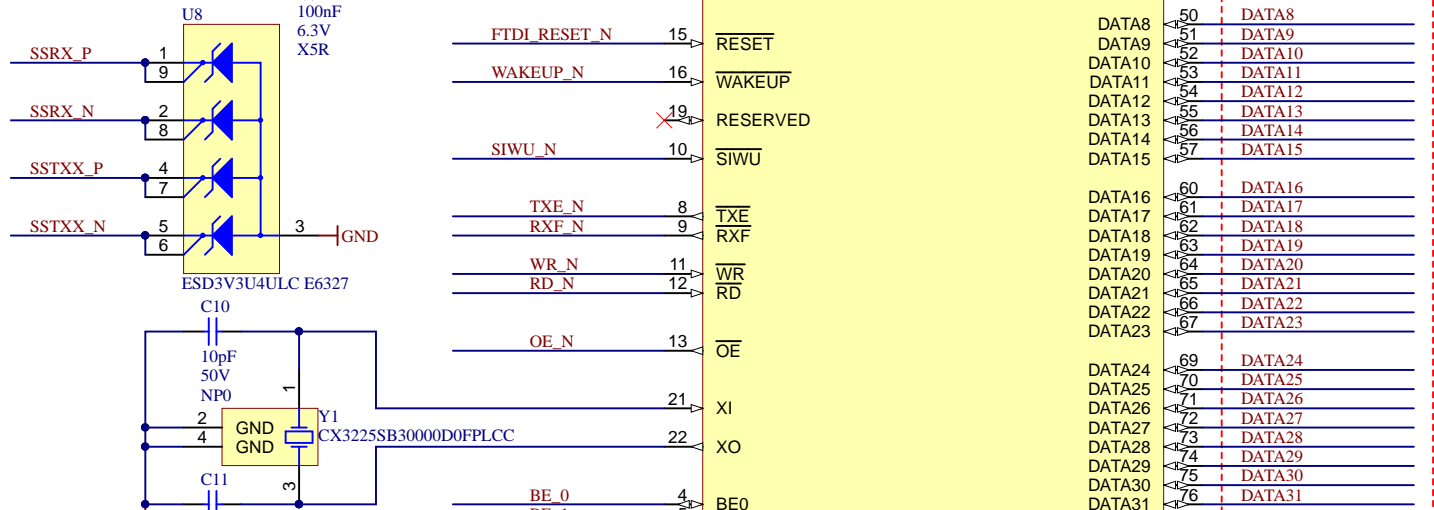 U8
100nF
6.3V
X5R
SSRX_P
1
9
SSRX_N
2
8
SSTXX_P
4
7
SSTXX_N
5
6
3
GND
ESD3V3U4ULC E6327
C10
10pF
50V
NP0
1
2
GND
4
GND
Y1
CX3225SB30000D0FPLCC
C11
3
FTDI_RESET_N 15 RESET
WAKEUP_N 16 WAKEUP
19 RESERVED
SIWU_N 10 SIWU
TXE_N 8 TXE
RXF_N 9 RXF
WR_N 11 WR
RD_N 12 RD
OE_N 13 OE
21 XI
22 XO
BE_0 4 BE0
DATA8 50 DATA8
DATA9 51 DATA9
DATA10 52 DATA10
DATA11 53 DATA11
DATA12 54 DATA12
DATA13 55 DATA13
DATA14 56 DATA14
DATA15 57 DATA15
DATA16 60 DATA16
DATA17 61 DATA17
DATA18 62 DATA18
DATA19 63 DATA19
DATA20 64 DATA20
DATA21 65 DATA21
DATA22 66 DATA22
DATA23 67 DATA23
DATA24 69 DATA24
DATA25 70 DATA25
DATA26 71 DATA26
DATA27 72 DATA27
DATA28 73 DATA28
DATA29 74 DATA29
DATA30 75 DATA30
DATA31 76 DATA31